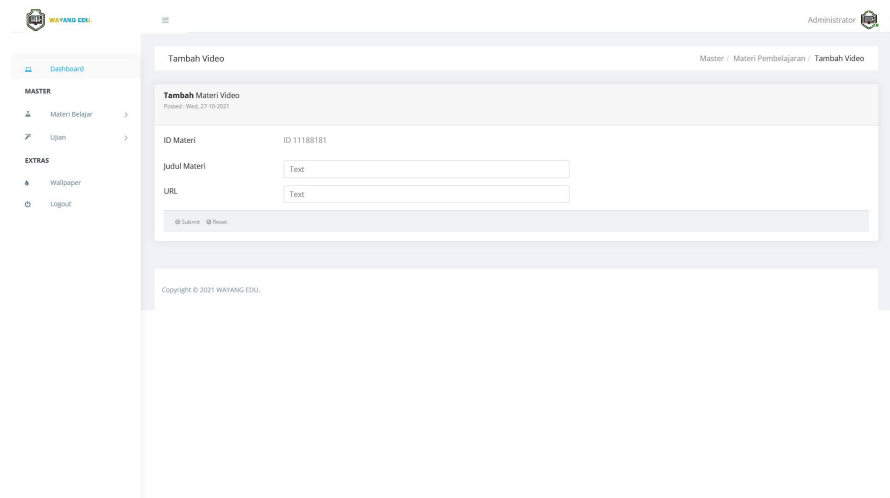 WAYANG EDU.
Administrator
Dashboard
MASTER
Materi Belajar
Ujian
EXTRAS
Wallpaper
Logout
Tambah Video
Master / Materi Pembelajaran / Tambah Video
Tambah Materi Video
Posted : Wed, 27-10-2021
ID Materi ID 11188181
Judul Materi Text
URL Text
Submit Reset
Copyright © 2021 WAYANG EDU.